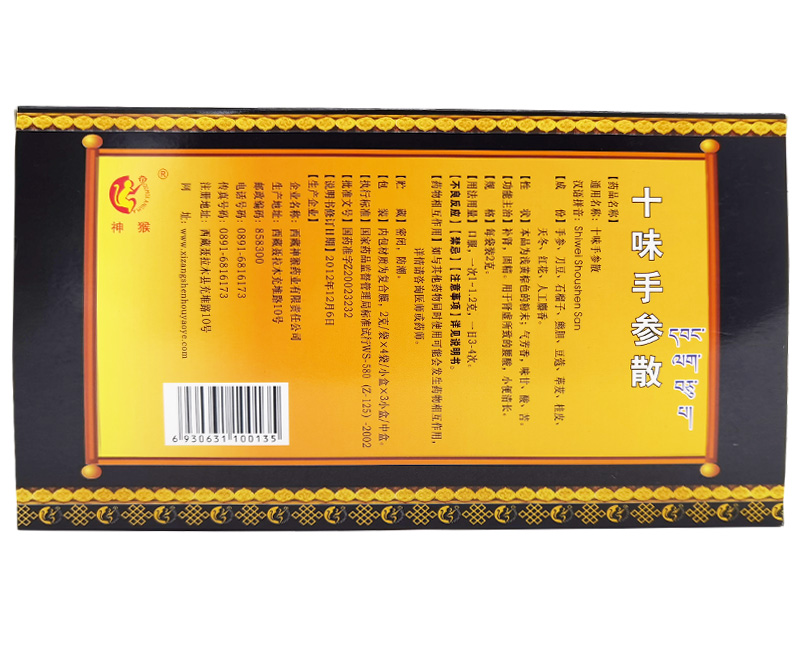 十味手参散
【药品名称】
通用名称：十味手参散
汉语拼音：Shiwei Shoushen San
【成 份】手参、刀豆、石榴子、熊胆、豆蔻、荜茇、桂皮、
天冬、红花、人工麝香。
【性 状】本品为浅黄棕色的粉末；气芳香，味甘、酸、苦。
【功能主治】补肾，固精。用于肾虚所致的腰酸，小便清长。
【规 格】每袋装2克。
【用法用量】口服。一次1-1.2克，一日3-4次。
【不良反应】【禁忌】【注意事项】详见说明书。
【药物相互作用】如与其他药物同时使用可能会发生药物相互作用，
详情请咨询医师或药师。
【贮 藏】密闭，防潮。
【包 装】内包材料为复合膜，2克/袋×4袋/小盒×3小盒/中盒。
【执行标准】国家药品监督管理局标准试行WS-580（Z-125）-2002
【批准文号】国药准字Z20023232
【说明书修订日期】2012年12月6日
【生产企业】
企业名称：西藏神猴药业有限责任公司
生产地址：西藏聂拉木充堆路10号
邮政编码：858300
电话号码：0891-6816173
传真号码：0891-6816173
注册地址：西藏聂拉木县充堆路10号
网 址：www.xizangshenhouyaoye.com
®
神猴
6 930631 100135